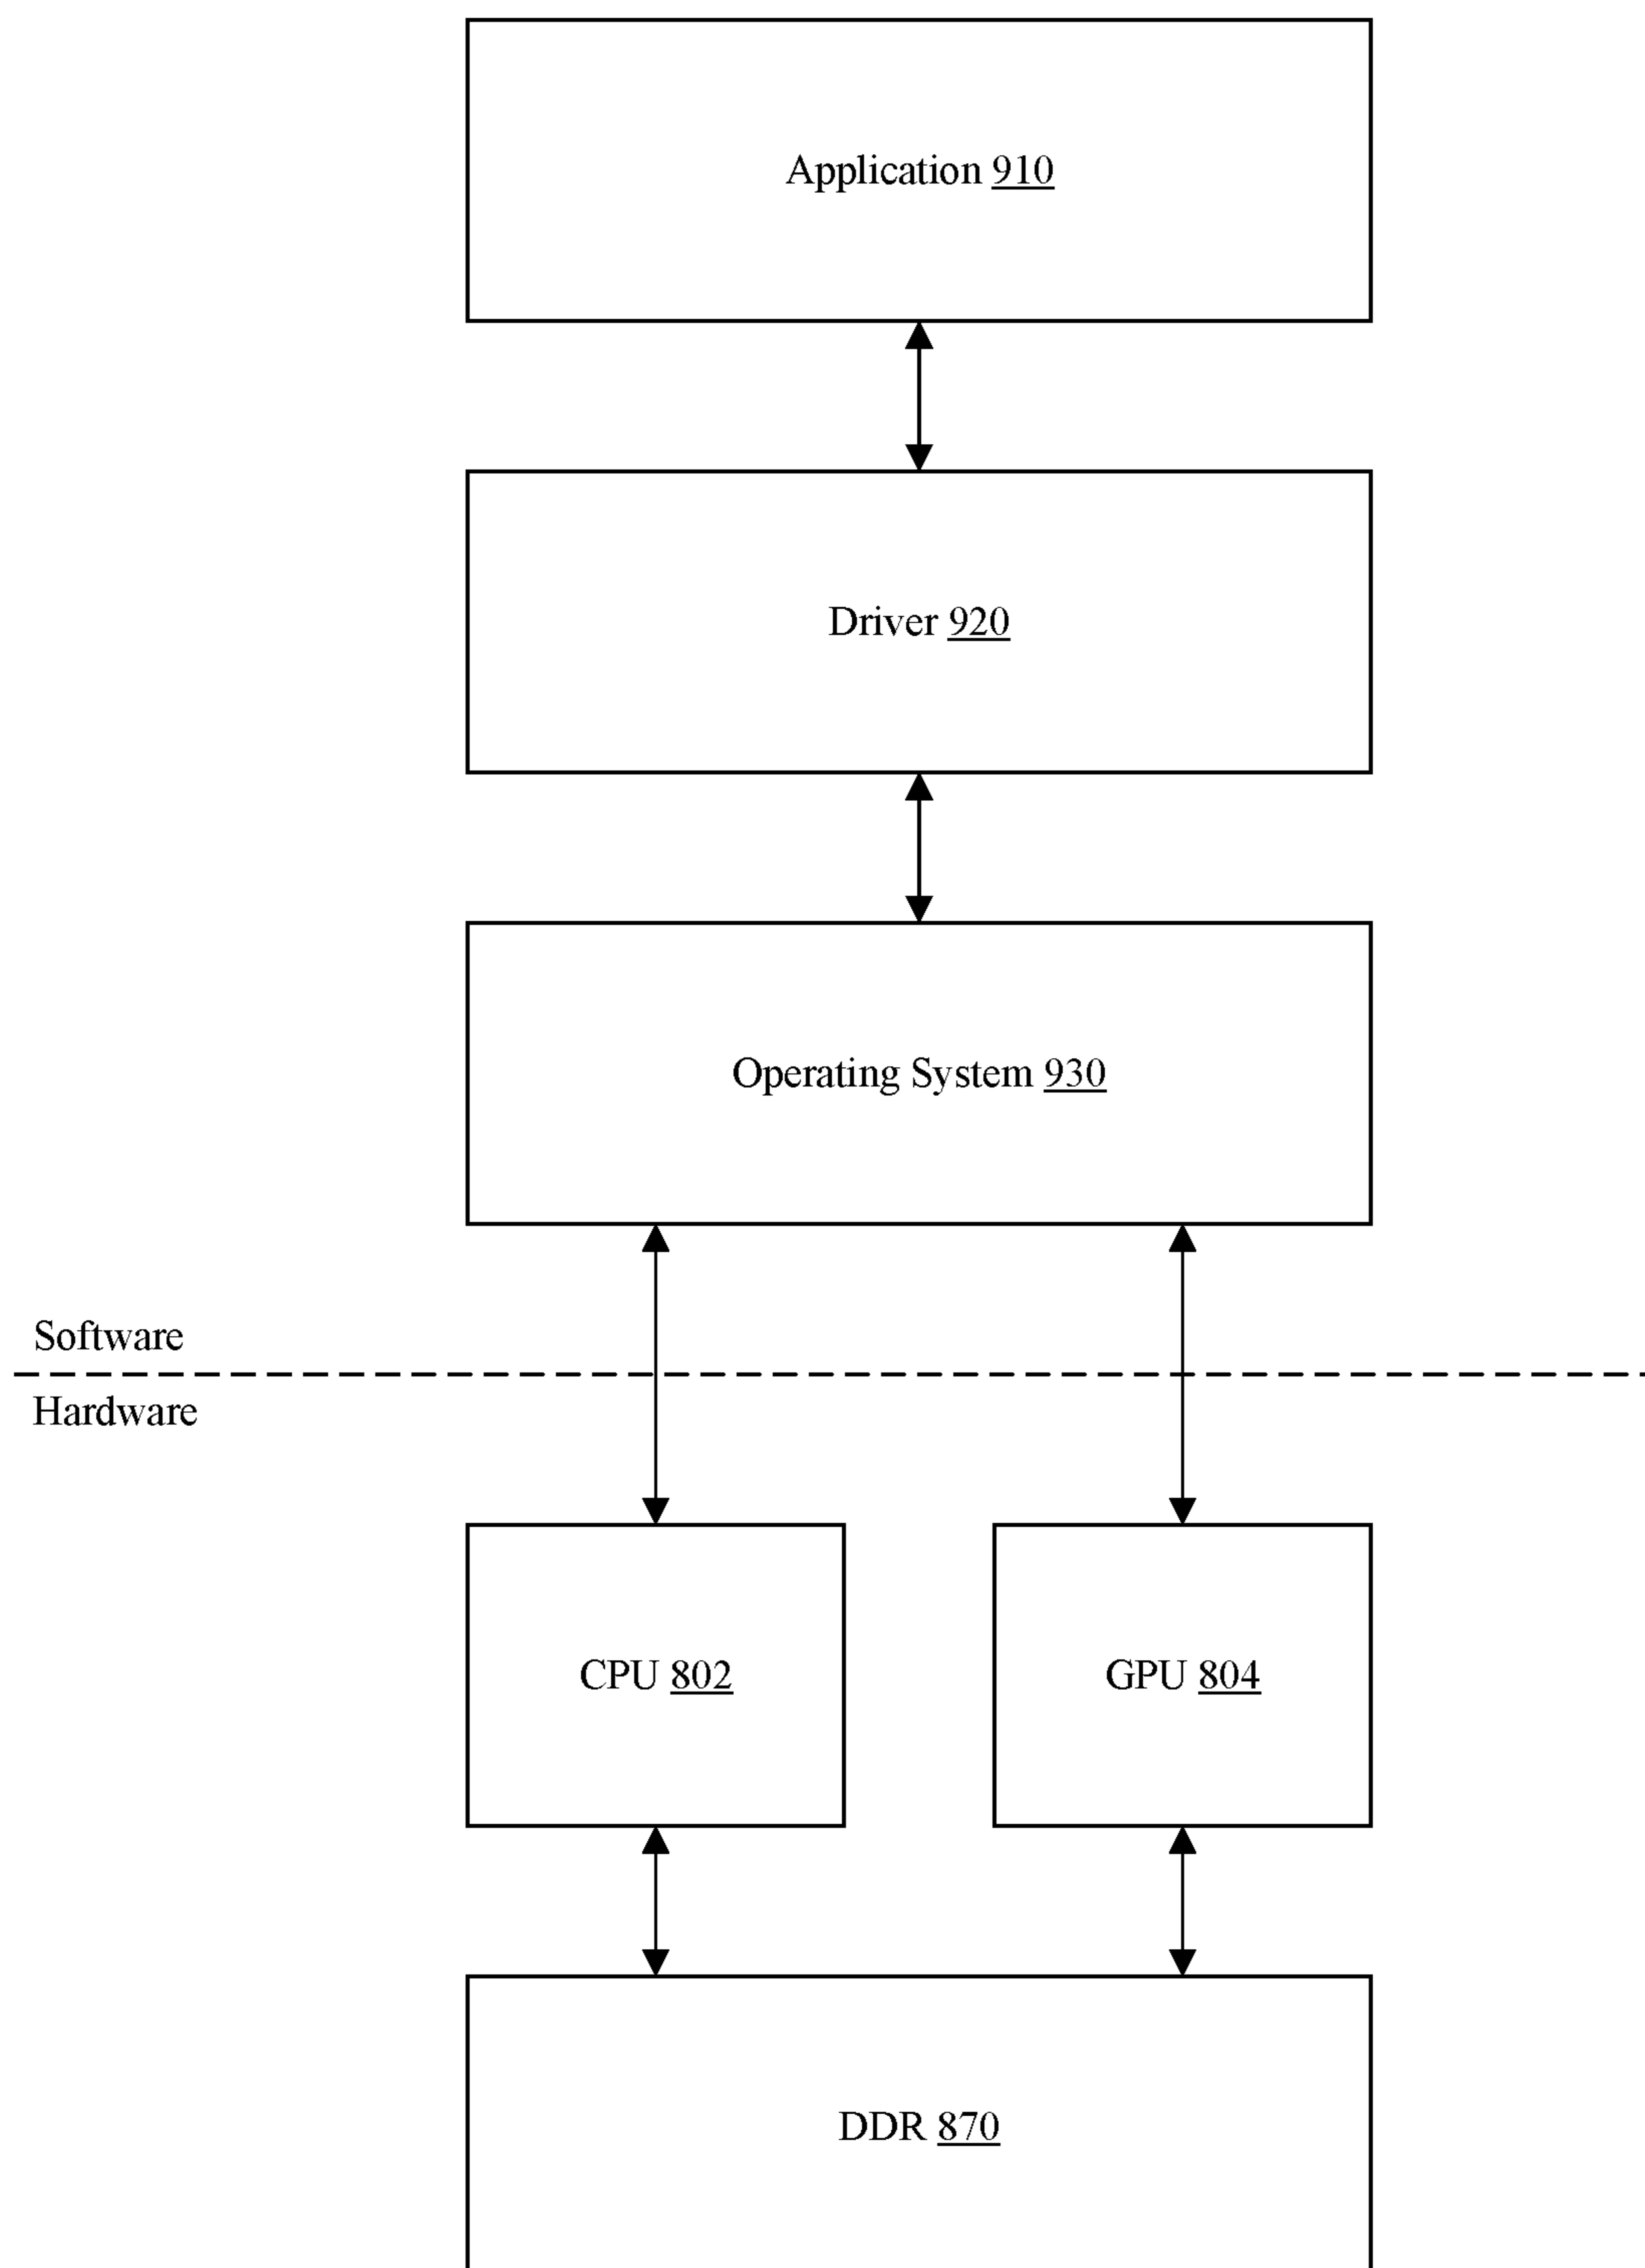 Application 910
Driver 920
Operating System 930
Software
Hardware
CPU 802
GPU 804
DDR 870